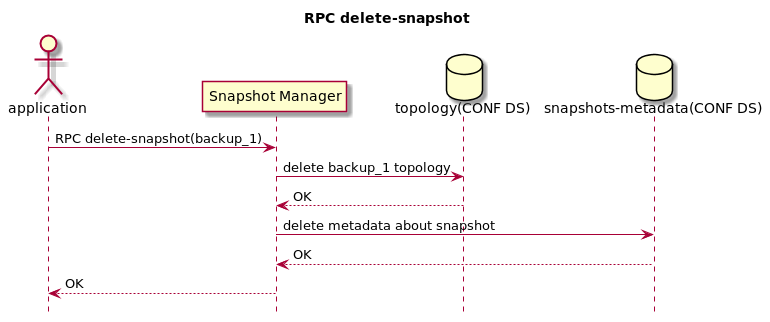 RPC delete-snapshot
application
Snapshot Manager
topology(CONF DS)
snapshots-metadata(CONF DS)
RPC delete-snapshot(backup_1)
delete backup_1 topology
OK
delete metadata about snapshot
OK
OK